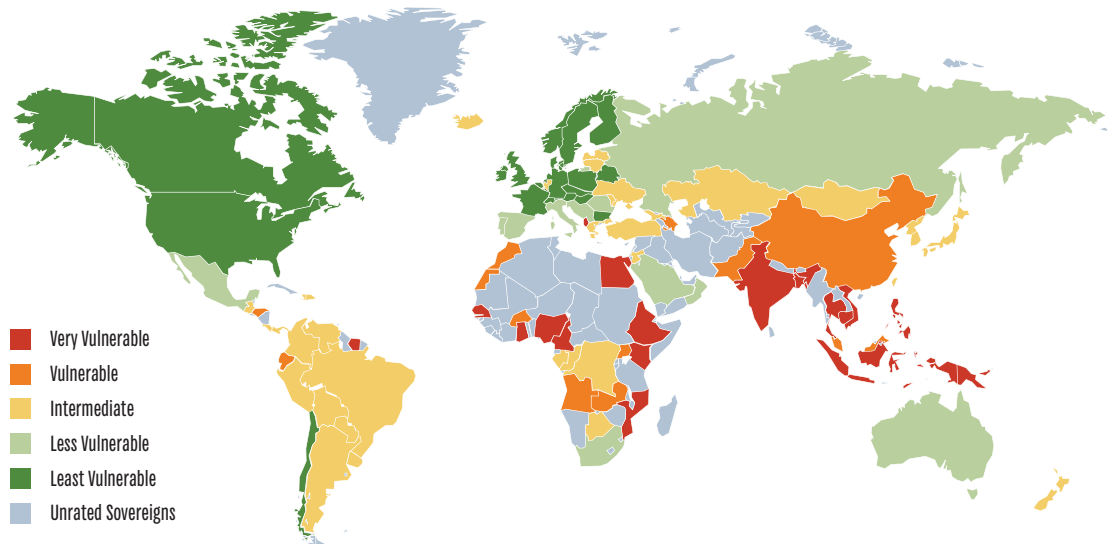 Very Vulnerable
Vulnerable
Intermediate
Less Vulnerable
Least Vulnerable
Unrated Sovereigns